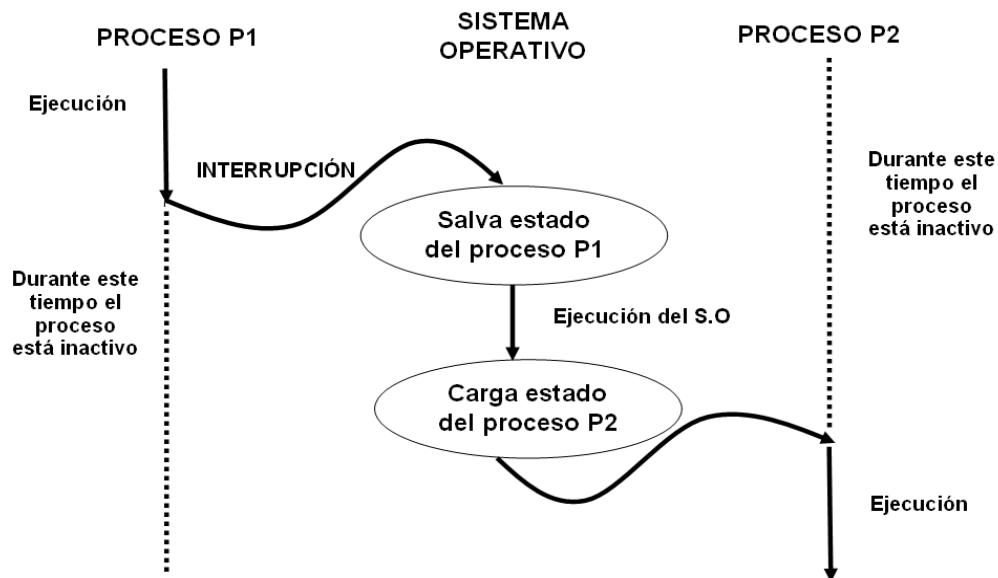 PROCESO P1
SISTEMA
OPERATIVO
PROCESO P2
Ejecución
INTERRUPCIÓN
Durante este
tiempo el
proceso
está inactivo
Salva estado
del proceso P1
Durante este
tiempo el
proceso
está inactivo
Ejecución del S.O
Carga estado
del proceso P2
Ejecución